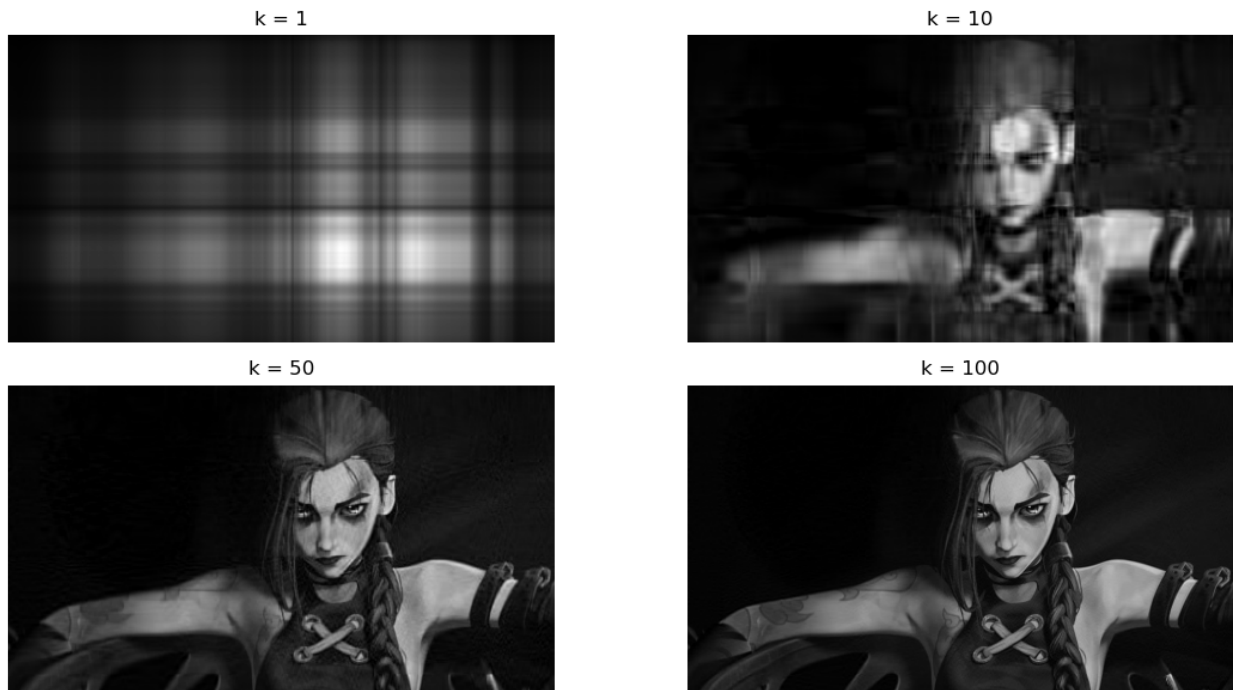 k = 1
k = 10
k = 50
k = 100